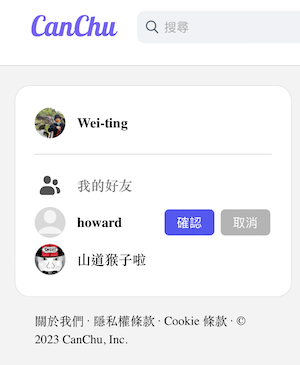 CanChu
搜尋
Wei-ting
我的好友
howard
確認
取消
山道猴子啦
關於我們 · 隱私權條款 · Cookie 條款 · ©
2023 CanChu, Inc.